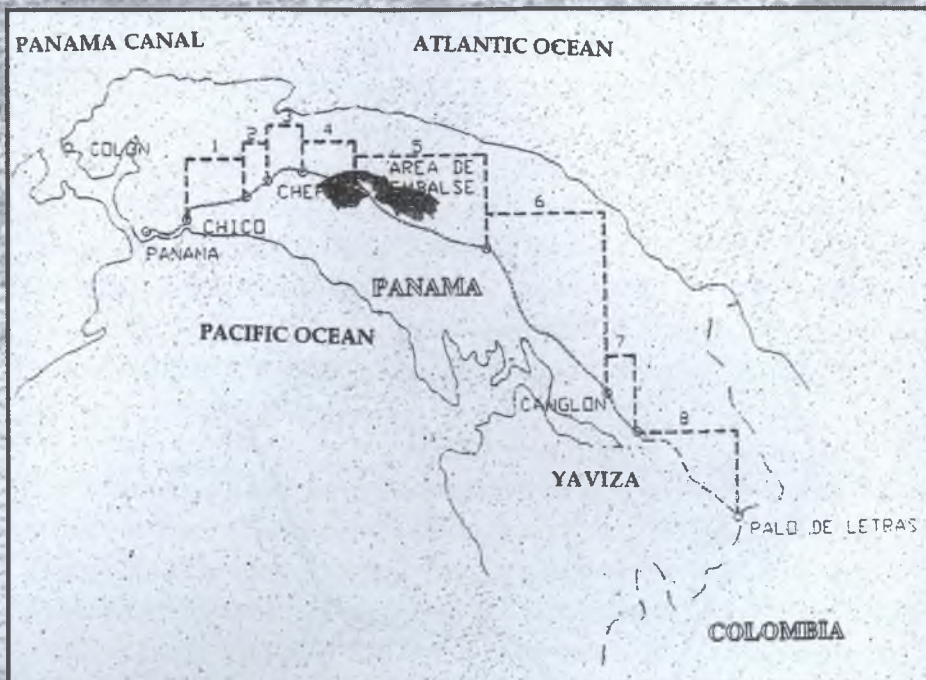 PANAMA CANAL
ATLANTIC OCEAN
COLON
1
2
3
4
5
AREA DE
EMBALSE
6
CHICO
PANAMA
PANAMA
PACIFIC OCEAN
7
CANGLON
8
YAVIZA
PALO DE LETRAS
COLOMBIA